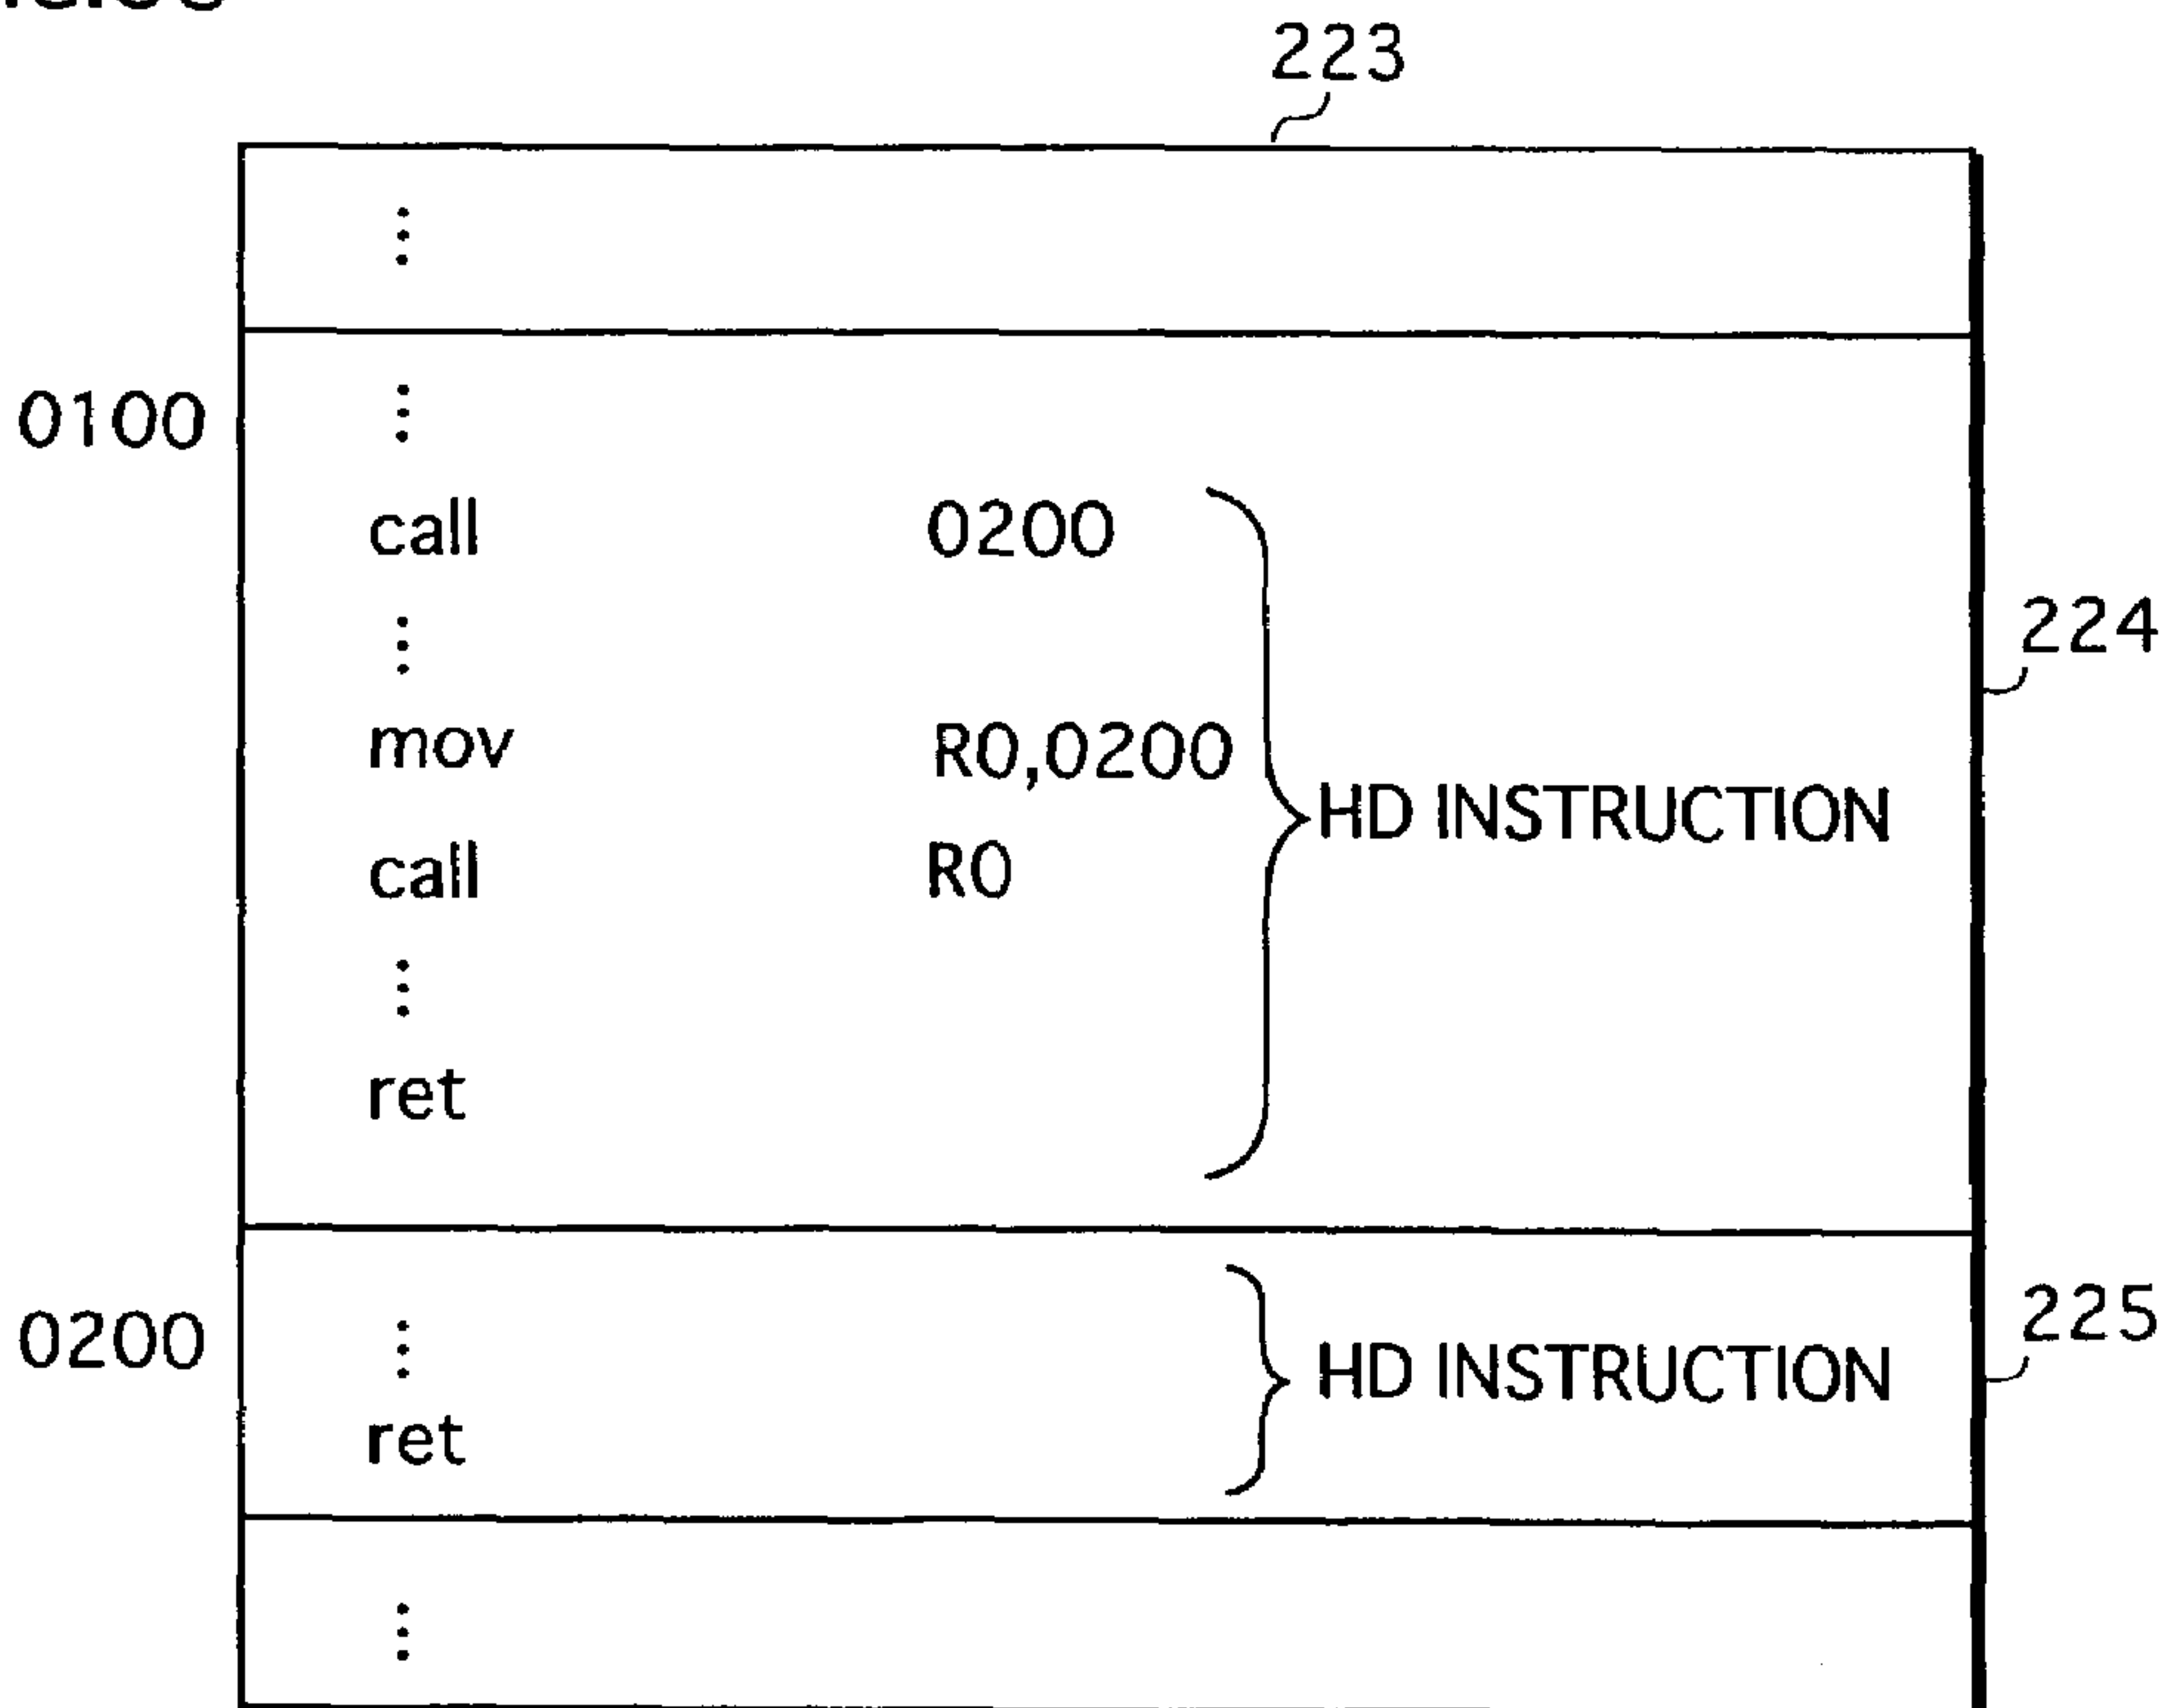 223
0100
call 0200
224
mov R0,0200
HD INSTRUCTION
call R0
ret
0200
225
HD INSTRUCTION
ret